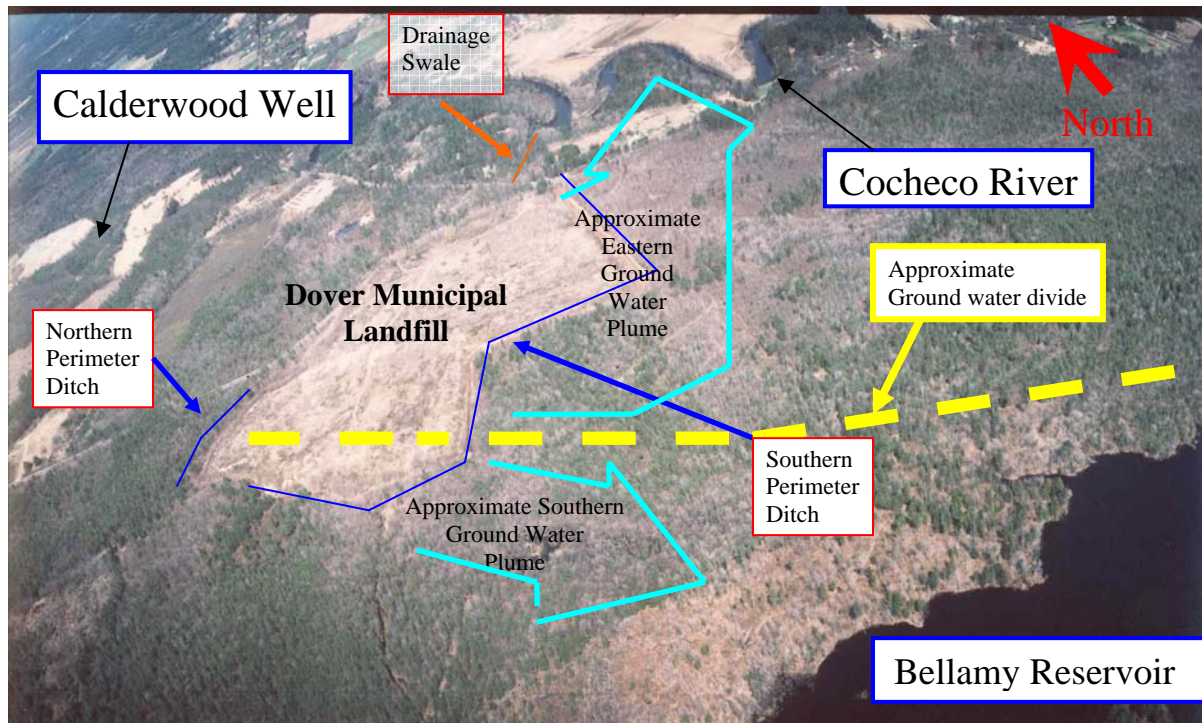 Drainage
Swale
Calderwood Well
North
Cocheco River
Approximate
Eastern
Ground
Water
Plume
Approximate
Ground water divide
Dover Municipal
Landfill
Northern
Perimeter
Ditch
Southern
Perimeter
Ditch
Approximate Southern
Ground Water
Plume
Bellamy Reservoir